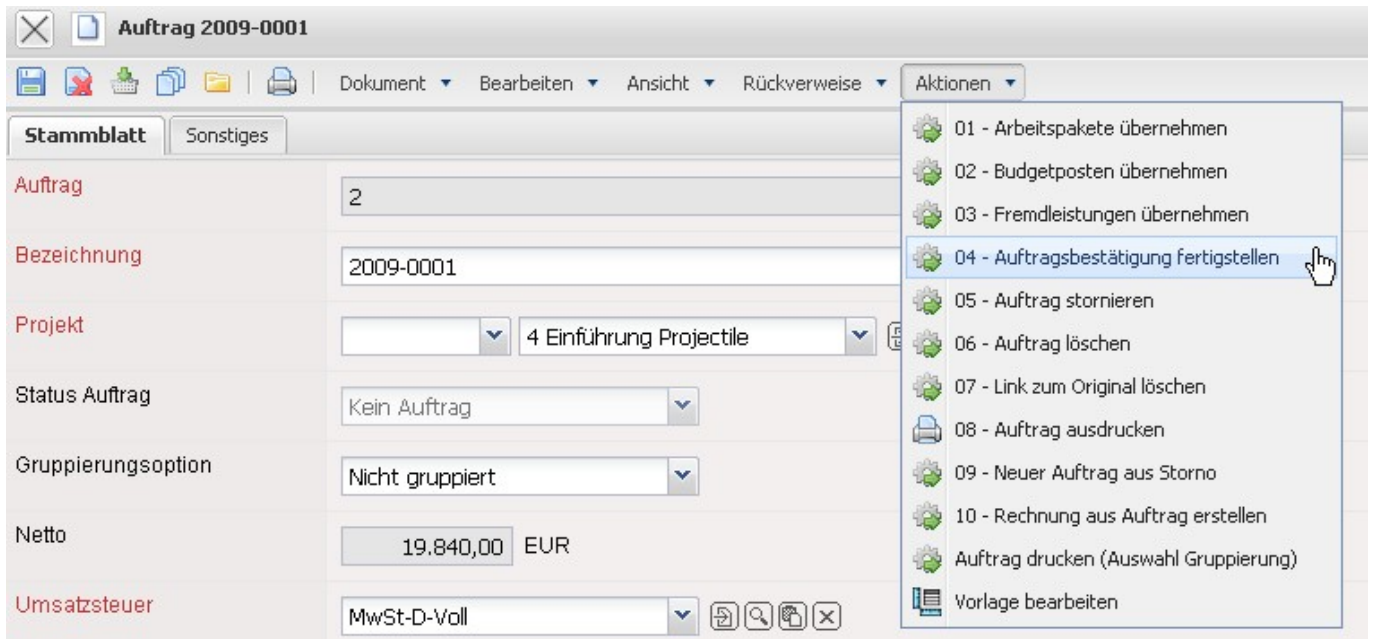 Auftrag 2009-0001
Dokument Bearbeiten Ansicht Rückverweise Aktionen
Stammblatt Sonstiges
Auftrag 2
Bezeichnung 2009-0001
Projekt 4 Einführung Projectile
Status Auftrag Kein Auftrag
Gruppierungsoption Nicht gruppiert
Netto 19.840,00 EUR
Umsatzsteuer MwSt-D-Voll
01 - Arbeitspakete übernehmen
02 - Budgetposten übernehmen
03 - Fremdleistungen übernehmen
04 - Auftragsbestätigung fertigstellen
05 - Auftrag stornieren
06 - Auftrag löschen
07 - Link zum Original löschen
08 - Auftrag ausdrucken
09 - Neuer Auftrag aus Storno
10 - Rechnung aus Auftrag erstellen
Auftrag drucken (Auswahl Gruppierung)
Vorlage bearbeiten